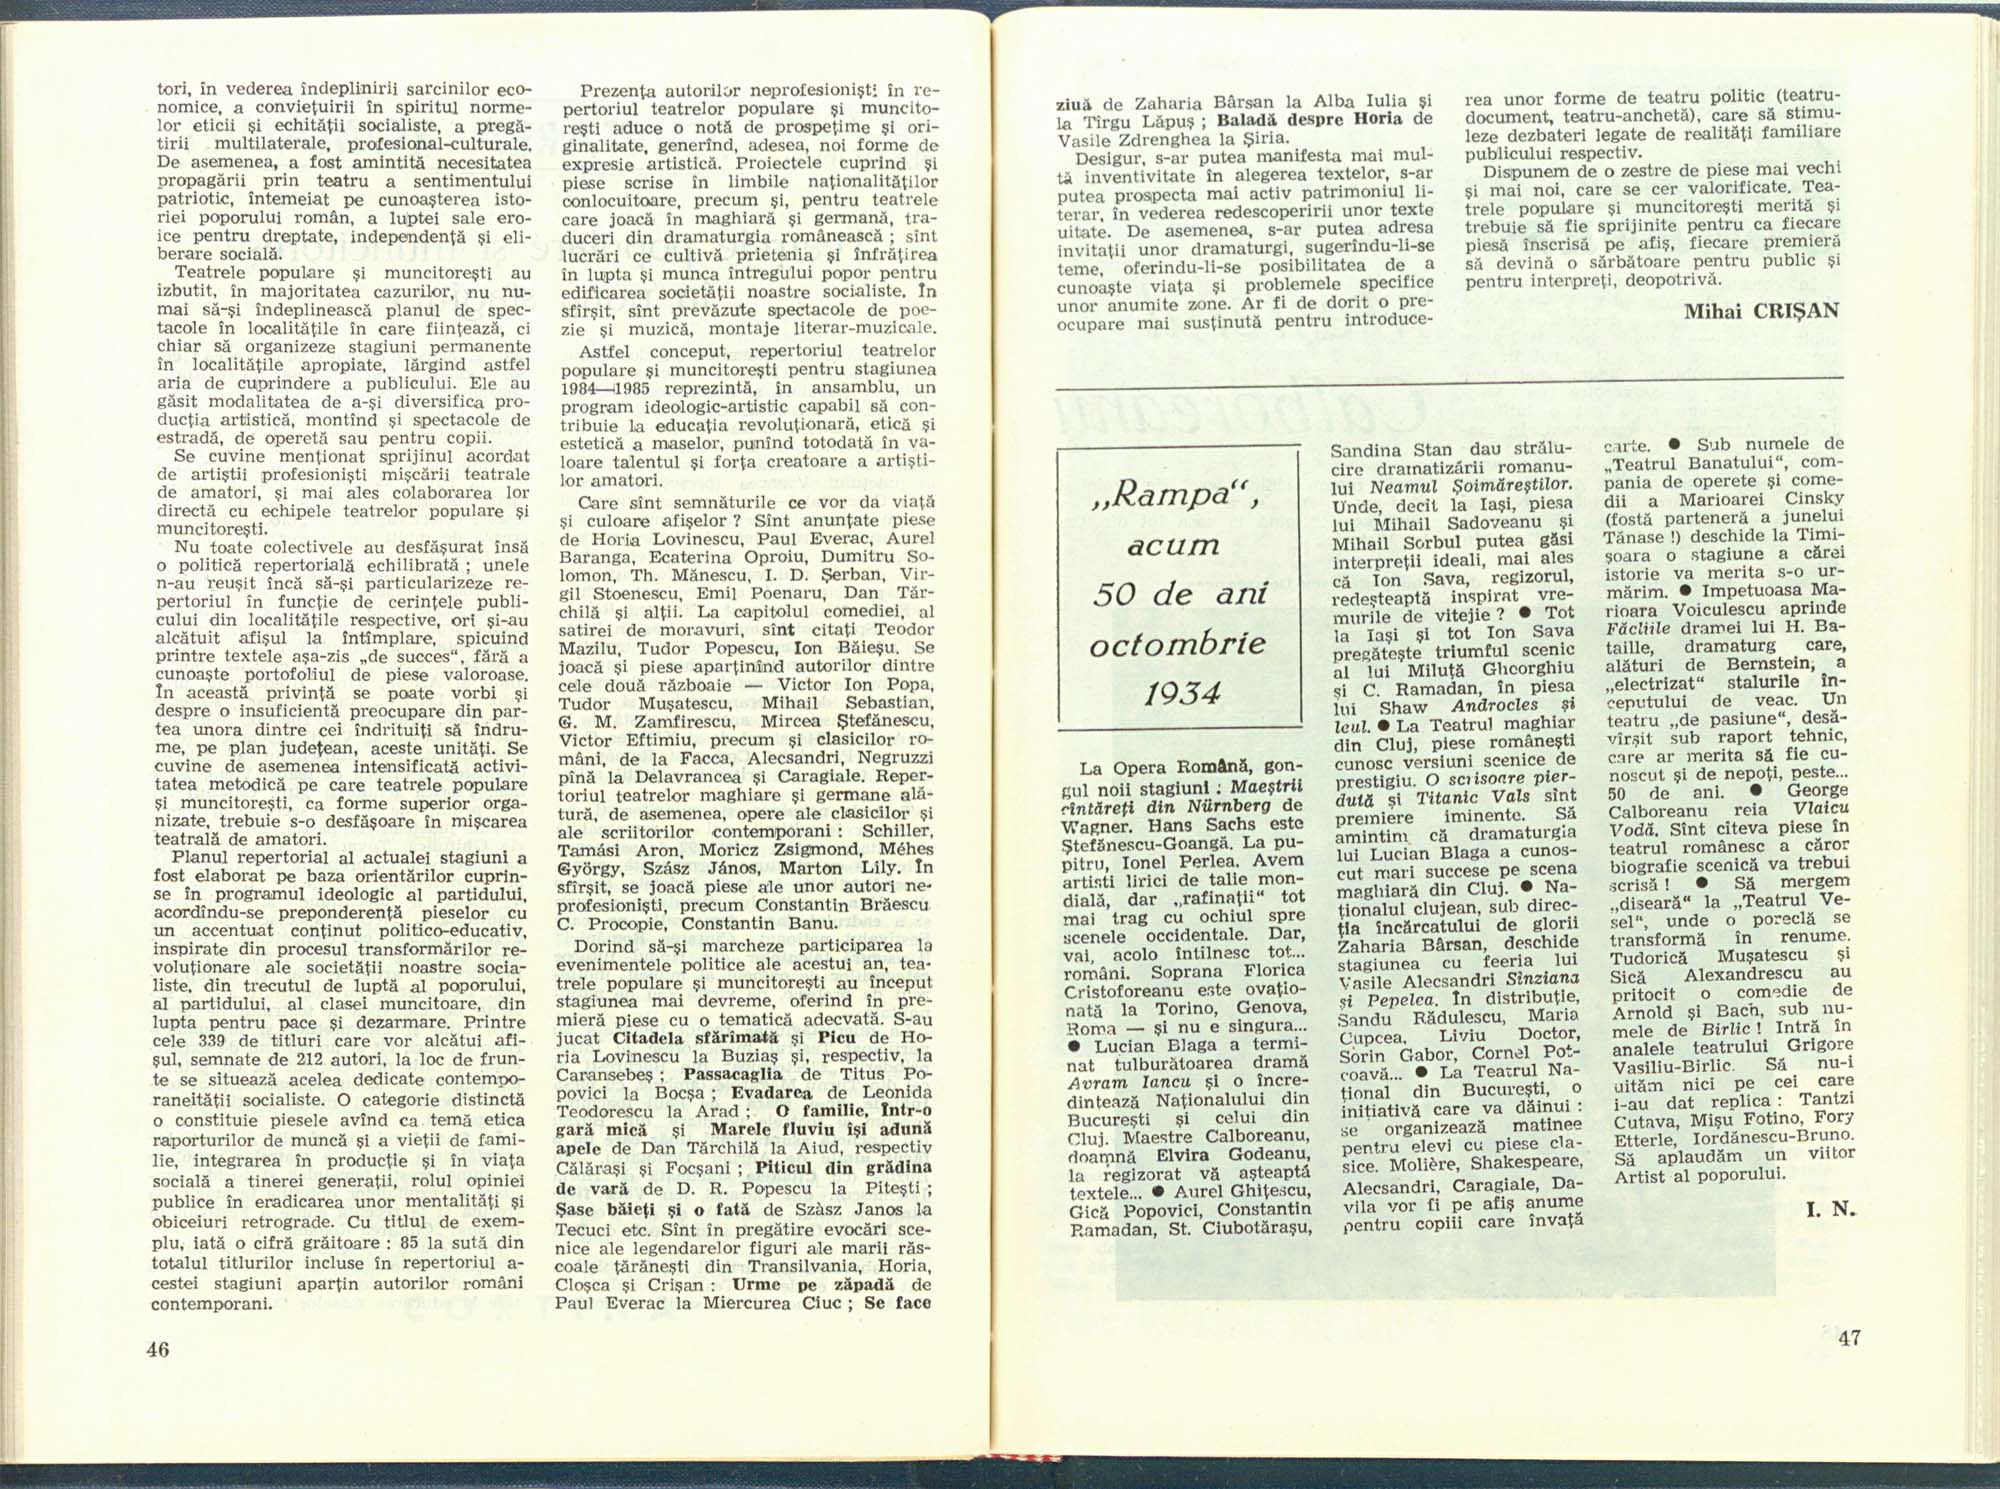 tori, în vederea îndeplinirii sarcinilor eco-
nomice, a conviețuirii în spiritul norme-
lor eticii și echității socialiste, a pregă-
tirii multilaterale, profesional-culturale.
De asemenea, a fost amintită necesitatea
propagării prin teatru a sentimentului
patriotic, întemeiat pe cunoașterea isto-
riei poporului român, a luptei sale ero-
ice pentru dreptate, independență și eli-
berare socială.
Teatrele populare și muncitorești au
izbutit, în majoritatea cazurilor, nu nu-
mai să-și îndeplinească planul de spec-
tacole în localitățile în care ființează, ci
chiar să organizeze stagiuni permanente
în localitățile apropiate, lărgind astfel
aria de cuprindere a publicului. Ele au
găsit modalitatea de a-și diversifica pro-
ducția artistică, montînd și spectacole de
estradă, de operetă sau pentru copii.
Se cuvine menționat sprijinul acordat
de artiștii profesioniști mișcării teatrale
de amatori, și mai ales colaborarea lor
directă cu echipele teatrelor populare și
muncitorești.
Nu toate colectivele au desfășurat însă
o politică repertorială echilibrată ; unele
n-au reușit încă să-și particularizeze re-
pertoriul în funcție de cerințele publi-
cului din localitățile respective, ori și-au
alcătuit afișul la întîmplare, spicuind
printre textele așa-zis „de succes“, fără a
cunoaște portofoliul de piese valoroase.
În această privință se poate vorbi și
despre o insuficientă preocupare din par-
tea unora dintre cei îndrituiți să îndru-
me, pe plan județean, aceste unități. Se
cuvine de asemenea intensificată activi-
tatea metodică pe care teatrele populare
și muncitorești, ca forme superior orga-
nizate, trebuie s-o desfășoare în mișcarea
teatrală de amatori.
Planul repertorial al actualei stagiuni a
fost elaborat pe baza orientărilor cuprin-
se în programul ideologic al partidului,
acordîndu-se preponderență pieselor cu
un accentuat conținut politico-educativ,
inspirate din procesul transformărilor re-
voluționare ale societății noastre socia-
liste, din trecutul de luptă al poporului,
al partidului, al clasei muncitoare, din
lupta pentru pace și dezarmare. Printre
cele 339 de titluri care vor alcătui afi-
șul, semnate de 212 autori, la loc de frun-
te se situează acelea dedicate contempo-
raneității socialiste. O categorie distinctă
o constituie piesele avînd ca temă etica
raporturilor de muncă și a vieții de fami-
lie, integrarea în producție și în viața
socială a tinerei generații, rolul opiniei
publice în eradicarea unor mentalități și
obiceiuri retrograde. Cu titlul de exem-
plu, iată o cifră grăitoare : 85 la sută din
totalul titlurilor incluse în repertoriul a-
cestei stagiuni aparțin autorilor români
contemporani.
46
Prezența autorilor neprofesioniști în re-
pertoriul teatrelor populare și muncito-
rești aduce o notă de prospețime și ori-
ginalitate, generînd, adesea, noi forme de
expresie artistică. Proiectele cuprind și
piese scrise în limbile naționalităților
conlocuitoare, precum și, pentru teatrele
care joacă în maghiară și germană, tra-
duceri din dramaturgia românească ; sînt
lucrări ce cultivă prietenia și înfrățirea
în lupta și munca întregului popor pentru
edificarea societății noastre socialiste. În
sfîrșit, sînt prevăzute spectacole de poe-
zie și muzică, montaje literar-muzicale.
Astfel conceput, repertoriul teatrelor
populare și muncitorești pentru stagiunea
1984—1985 reprezintă, în ansamblu, un
program ideologic-artistic capabil să con-
tribuie la educația revoluționară, etică și
estetică a maselor, punînd totodată în va-
loare talentul și forța creatoare a artiști-
lor amatori.
Care sînt semnăturile ce vor da viață
și culoare afișelor ? Sînt anunțate piese
de Horia Lovinescu, Paul Everac, Aurel
Baranga, Ecaterina Oproiu, Dumitru So-
lomon, Th. Mănescu, I. D. Șerban, Vir-
gil Stoenescu, Emil Poenaru, Dan Tăr-
chilă și alții. La capitolul comediei, al
satirei de moravuri, sînt citați Teodor
Mazilu, Tudor Popescu, Ion Băieșu. Se
joacă și piese aparținînd autorilor dintre
cele două războaie — Victor Ion Popa,
Tudor Mușatescu, Mihail Sebastian,
G. M. Zamfirescu, Mircea Ștefănescu,
Victor Eftimiu, precum și clasicilor ro-
mâni, de la Facca, Alecsandri, Negruzzi
pînă la Delavrancea și Caragiale. Reper-
toriul teatrelor maghiare și germane ală-
tură, de asemenea, opere ale clasicilor și
ale scriitorilor contemporani : Schiller,
Tamási Aron, Moricz Zsigmond, Méhes
György, Szász János, Marton Lily. În
sfîrșit, se joacă piese ale unor autori ne-
profesioniști, precum Constantin Brăescu
C. Procopie, Constantin Banu.
Dorind să-și marcheze participarea la
evenimentele politice ale acestui an, tea-
trele populare și muncitorești au început
stagiunea mai devreme, oferind în pre-
mieră piese cu o tematică adecvată. S-au
jucat Citadela sfărîmată și Picu de Ho-
ria Lovinescu la Buziaș și, respectiv, la
Caransebeș ; Passacaglia de Titus Po-
povici la Bocșa ; Evadarea de Leonida
Teodorescu la Arad ; O familie, într-o
gară mică și Marele fluviu își adună
apele de Dan Tărchilă la Aiud, respectiv
Călărași și Focșani ; Piticul din grădina
de vară de D. R. Popescu la Pitești ;
Șase băieți și o fată de Szàsz Janos la
Tecuci etc. Sînt în pregătire evocări sce-
nice ale legendarelor figuri ale marii răs-
coale țărănești din Transilvania, Horia,
Cloșca și Crișan : Urme pe zăpadă de
Paul Everac la Miercurea Ciuc ; Se face
ziuă de Zaharia Bârsan la Alba Iulia și
la Tîrgu Lăpuș ; Baladă despre Horia de
Vasile Zdrenghea la Șiria.
Desigur, s-ar putea manifesta mai mul-
tă inventivitate în alegerea textelor, s-ar
putea prospecta mai activ patrimoniul li-
terar, în vederea redescoperirii unor texte
uitate. De asemenea, s-ar putea adresa
invitații unor dramaturgi, sugerîndu-li-se
teme, oferindu-li-se posibilitatea de a
cunoaște viața și problemele specifice
unor anumite zone. Ar fi de dorit o pre-
ocupare mai susținută pentru introduce-
rea unor forme de teatru politic (teatru-
document, teatru-anchetă), care să stimu-
leze dezbateri legate de realități familiare
publicului respectiv.
Dispunem de o zestre de piese mai vechi
și mai noi, care se cer valorificate. Tea-
trele populare și muncitorești merită și
trebuie să fie sprijinite pentru ca fiecare
piesă înscrisă pe afiș, fiecare premieră
să devină o sărbătoare pentru public și
pentru interpreți, deopotrivă.
Mihai CRIȘAN
„Rampa“,
acum
50 de ani
octombrie
1934
La Opera Română, gon-
gul noii stagiuni : Maeștrii
cîntăreți din Nürnberg de
Wagner. Hans Sachs este
Ștefănescu-Goangă. La pu-
pitru, Ionel Perlea. Avem
artiști lirici de talie mon-
dială, dar „rafinații“ tot
mai trag cu ochiul spre
scenele occidentale. Dar,
vai, acolo întîlnesc tot...
români. Soprana Florica
Cristoforeanu este ovațio-
nată la Torino, Genova,
Roma — și nu e singura...
● Lucian Blaga a termi-
nat tulburătoarea dramă
Avram Iancu și o încre-
dintează Naționalului din
București și celui din
Cluj. Maestre Calboreanu,
doamnă Elvira Godeanu,
la regizorat vă așteaptă
textele... ● Aurel Ghițescu,
Gică Popovici, Constantin
Ramadan, St. Ciubotărașu,
Sandina Stan dau strălu-
cire dramatizării romanu-
lui Neamul Șoimăreștilor.
Unde, decît la Iași, piesa
lui Mihail Sadoveanu și
Mihail Sorbul putea găsi
interpreții ideali, mai ales
că Ion Sava, regizorul,
redeșteaptă inspirat vre-
murile de vitejie ? ● Tot
la Iași și tot Ion Sava
pregătește triumful scenic
al lui Miluță Gheorghiu
și C. Ramadan, în piesa
lui Shaw Androcles și
leul. ● La Teatrul maghiar
din Cluj, piese românești
cunosc versiuni scenice de
prestigiu. O scrisoare pier-
dută și Titanic Vals sînt
premiere iminente. Să
amintim că dramaturgia
lui Lucian Blaga a cunos-
cut mari succese pe scena
maghiară din Cluj. ● Na-
ționalul clujean, sub direc-
ția încărcatului de glorii
Zaharia Bârsan, deschide
stagiunea cu feeria lui
Vasile Alecsandri Sînziana
și Pepelea. În distribuție,
Sandu Rădulescu, Maria
Cupcea, Liviu Doctor,
Sorin Gabor, Cornel Pot-
coavă... ● La Teatrul Na-
țional din București, o
inițiativă care va dăinui :
se organizează matinee
pentru elevi cu piese cla-
sice. Molière, Shakespeare,
Alecsandri, Caragiale, Da-
vila vor fi pe afiș anume
pentru copiii care învață
carte. ● Sub numele de
„Teatrul Banatului“, com-
pania de operete și come-
dii a Marioarei Cinsky
(fostă parteneră a junelui
Tănase !) deschide la Timi-
șoara o stagiune a cărei
istorie va merita s-o ur-
mărim. ● Impetuoasa Ma-
rioara Voiculescu aprinde
Făcliile dramei lui H. Ba-
taille, dramaturg care,
alături de Bernstein, a
„electrizat“ stalurile în-
ceputului de veac. Un
teatru „de pasiune“, desă-
vîrșit sub raport tehnic,
care ar merita să fie cu-
noscut și de nepoți, peste...
50 de ani. ● George
Calboreanu reia Vlaicu
Vodă. Sînt cîteva piese în
teatrul românesc a căror
biografie scenică va trebui
scrisă ! ● Să mergem
„diseară“ la „Teatrul Ve-
sel“, unde o poreclă se
transformă în renume.
Tudorică Mușatescu și
Sică Alexandrescu au
pritocit o comedie de
Arnold și Bach, sub nu-
mele de Birlic ! Intră în
analele teatrului Grigore
Vasiliu-Birlic. Să nu-i
uităm nici pe cei care
i-au dat replica : Tantzi
Cutava, Mișu Fotino, Fory
Etterle, Iordănescu-Bruno.
Să aplaudăm un viitor
Artist al poporului.
I. N.
47